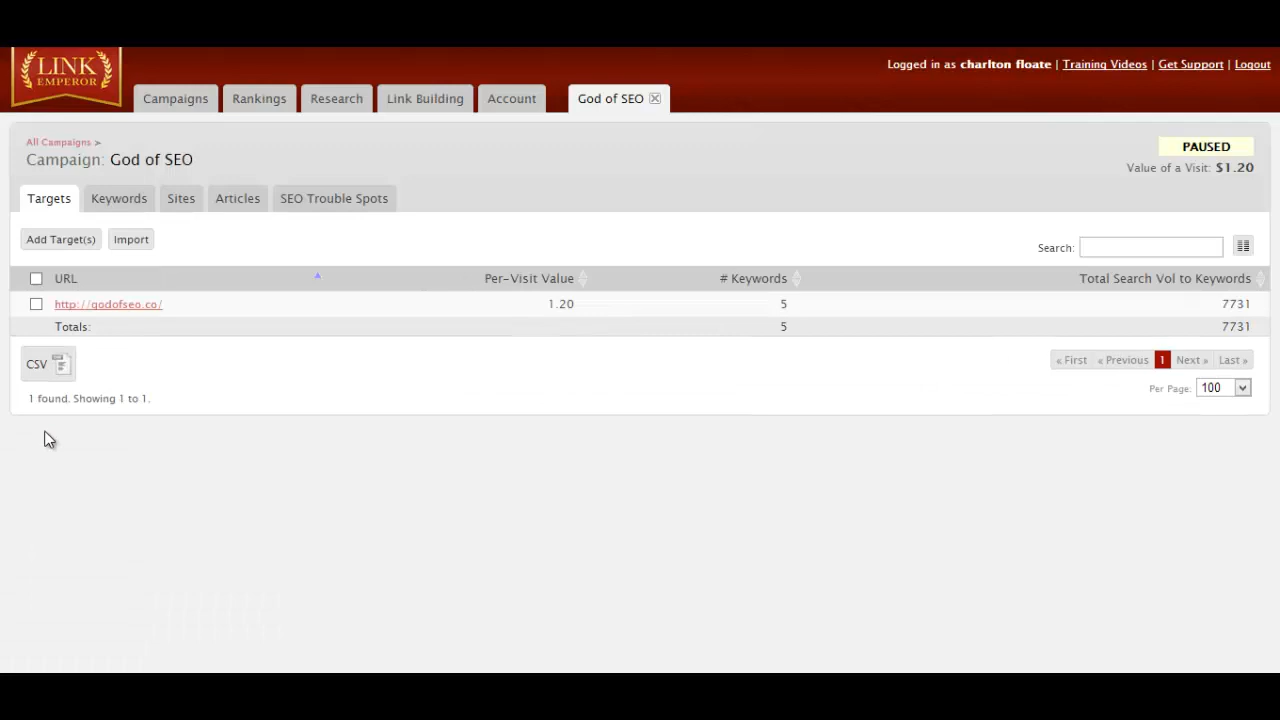 LINK
EMPEROR
Logged in as charlton floate | Training Videos | Get Support | Logout
Campaigns Rankings Research Link Building Account God of SEO
All Campaigns >
Campaign: God of SEO
PAUSED
Value of a Visit: $1.20
Targets Keywords Sites Articles SEO Trouble Spots
Add Target(s) Import
Search:
URL Per-Visit Value # Keywords Total Search Vol to Keywords
http://godofseo.co/ 1.20 5 7731
Totals: 5 7731
CSV
« First « Previous 1 Next » Last »
Per Page: 100
1 found. Showing 1 to 1.